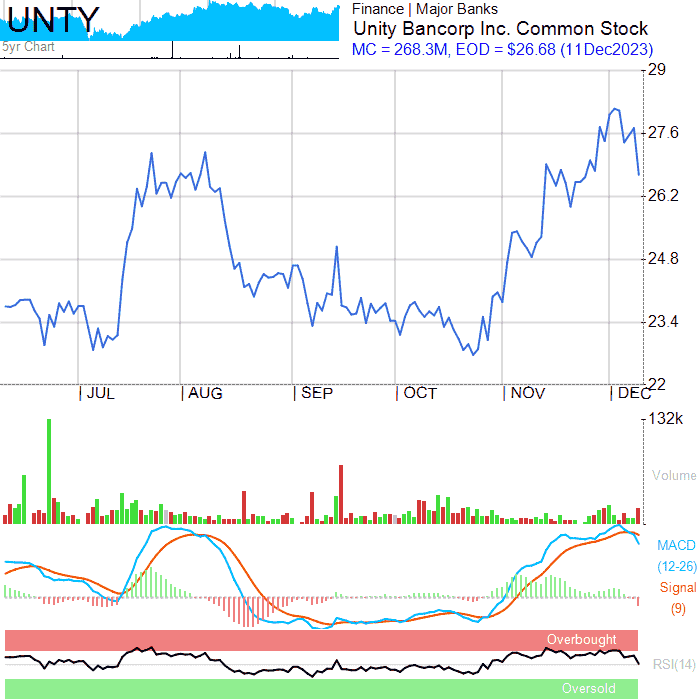 UNTY
5yr Chart
Finance | Major Banks
Unity Bancorp Inc. Common Stock
MC = 268.3M, EOD = $26.68 (11Dec2023)
29
27.6
26.2
24.8
23.4
22
JUL AUG SEP OCT NOV DEC
132k
Volume
MACD
(12-26)
Signal
(9)
Overbought
RSI(14)
Oversold